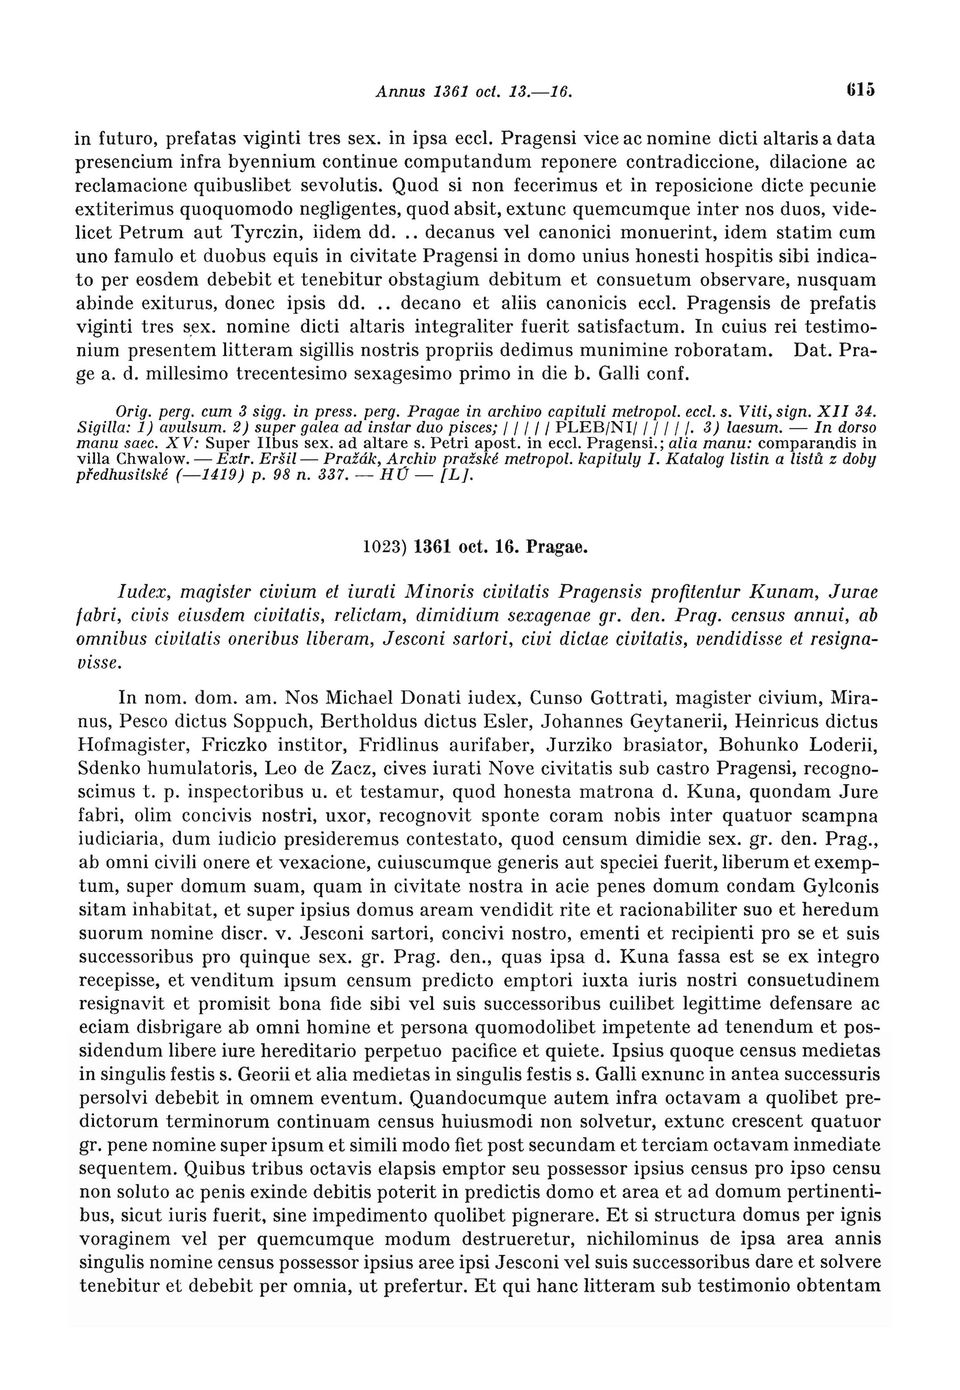 Annus 1361 oct. 13.—16. 615
in futuro, prefatas viginti tres sex. in ipsa eccl. Pragensi vice ac nomine dicti altaris a data
presencium infra byennium continue computandum reponere contradiccione, dilacione ac
reclamacione quibuslibet sevolutis. Quod si non fecerimus et in reposicione dicte pecunie
extiterimus quoquomodo negligentes, quod absit, extunc quemcumque inter nos duos, vide-
licet Petrum aut Tyrczin, iidem dd. .. decanus vel canonici monuerint, idem statim cum
uno famulo et duobus equis in civitate Pragensi in domo unius honesti hospitis sibi indica-
to per eosdem debebit et tenebitur obstagium debitum et consuetum observare, nusquam
abinde exiturus, donec ipsis dd. .. decano et aliis canonicis eccl. Pragensis de prefatis
viginti tres sex. nomine dicti altaris integraliter fuerit satisfactum. In cuius rei testimo-
nium presentem litteram sigillis nostris propriis dedimus munimine roboratam. Dat. Pra-
ge a. d. millesimo trecentesimo sexagesimo primo in die b. Galli conf.
Orig. perg. cum 3 sigg. in press. perg. Pragae in archivo capituli metropol. eccl. s. Viti, sign. XII 34.
Sigilla: 1) avulsum. 2) super galea ad instar duo pisces; ///// PLEB/NI//////. 3) laesum. — In dorso
manu saec. XV: Super IIbus sex. ad altare s. Petri apost. in eccl. Pragensi.; alia manu: comparandis in
villa Chwalow. — Extr. Eršil — Pražák, Archiv pražské metropol. kapituly I. Katalog listin a listů z doby
předhusitské (—1419) p. 98 n. 337. — HÚ — [L].
1023) 1361 oct. 16. Pragae.
Iudex, magister civium et iurati Minoris civitatis Pragensis profitentur Kunam, Jurae
fabri, civis eiusdem civitatis, relictam, dimidium sexagenae gr. den. Prag. census annui, ab
omnibus civitatis oneribus liberam, Jesconi sartori, civi dictae civitatis, vendidisse et resigna-
visse.
In nom. dom. am. Nos Michael Donati iudex, Cunso Gottrati, magister civium, Mira-
nus, Pesco dictus Soppuch, Bertholdus dictus Esler, Johannes Geytanerii, Heinricus dictus
Hofmagister, Friczko institor, Fridlinus aurifaber, Jurziko brasiator, Bohunko Loderii,
Sdenko humulatoris, Leo de Zacz, cives iurati Nove civitatis sub castro Pragensi, recogno-
scimus t. p. inspectoribus u. et testamur, quod honesta matrona d. Kuna, quondam Jure
fabri, olim concivis nostri, uxor, recognovit sponte coram nobis inter quatuor scampna
iudiciaria, dum iudicio presideremus contestato, quod censum dimidie sex. gr. den. Prag.,
ab omni civili onere et vexacione, cuiuscumque generis aut speciei fuerit, liberum et exemp-
tum, super domum suam, quam in civitate nostra in acie penes domum condam Gylconis
sitam inhabitat, et super ipsius domus aream vendidit rite et racionabiliter suo et heredum
suorum nomine discr. v. Jesconi sartori, concivi nostro, ementi et recipienti pro se et suis
successoribus pro quinque sex. gr. Prag. den., quas ipsa d. Kuna fassa est se ex integro
recepisse, et venditum ipsum censum predicto emptori iuxta iuris nostri consuetudinem
resignavit et promisit bona fide sibi vel suis successoribus cuilibet legittime defensare ac
eciam disbrigare ab omni homine et persona quomodolibet impetente ad tenendum et pos-
sidendum libere iure hereditario perpetuo pacifice et quiete. Ipsius quoque census medietas
in singulis festis s. Georii et alia medietas in singulis festis s. Galli exnunc in antea successuris
persolvi debebit in omnem eventum. Quandocumque autem infra octavam a quolibet pre-
dictorum terminorum continuam census huiusmodi non solvetur, extunc crescent quatuor
gr. pene nomine super ipsum et simili modo fiet post secundam et terciam octavam inmediate
sequentem. Quibus tribus octavis elapsis emptor seu possessor ipsius census pro ipso censu
non soluto ac penis exinde debitis poterit in predictis domo et area et ad domum pertinenti-
bus, sicut iuris fuerit, sine impedimento quolibet pignerare. Et si structura domus per ignis
voraginem vel per quemcumque modum destrueretur, nichilominus de ipsa area annis
singulis nomine census possessor ipsius aree ipsi Jesconi vel suis successoribus dare et solvere
tenebitur et debebit per omnia, ut prefertur. Et qui hanc litteram sub testimonio obtentam